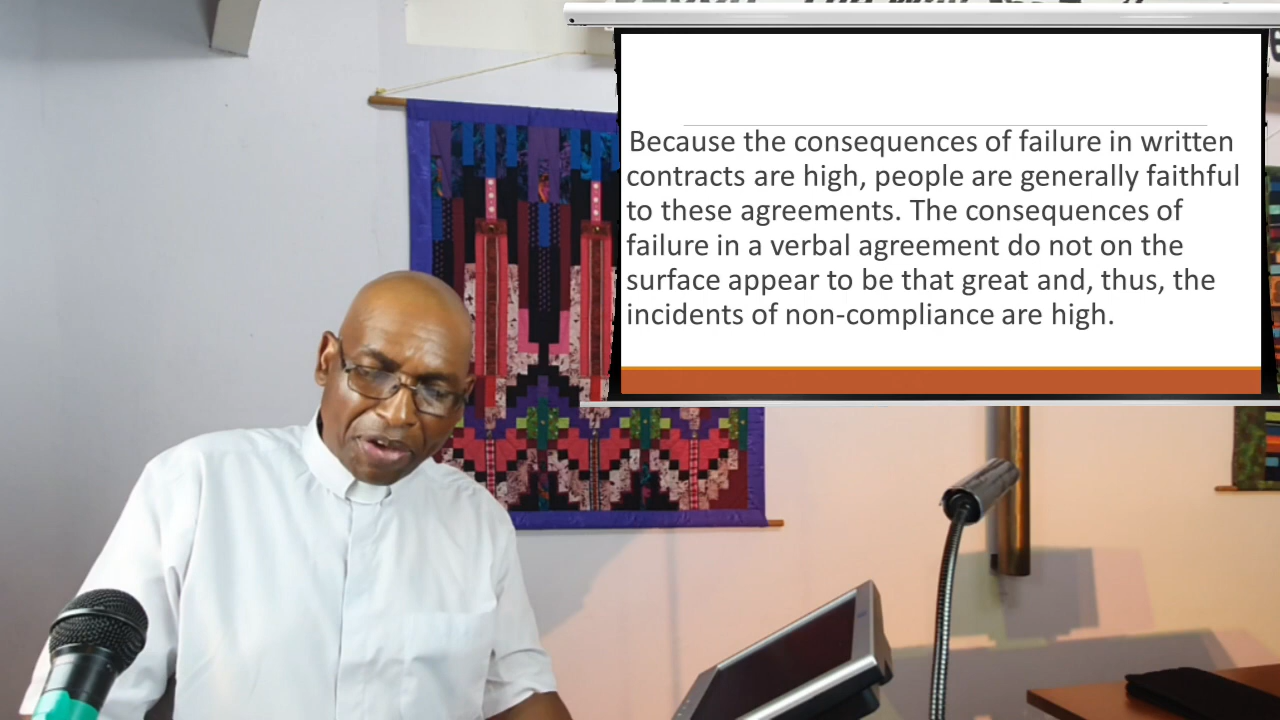 Because the consequences of failure in written
contracts are high, people are generally faithful
to these agreements. The consequences of
failure in a verbal agreement do not on the
surface appear to be that great and, thus, the
incidents of non-compliance are high.